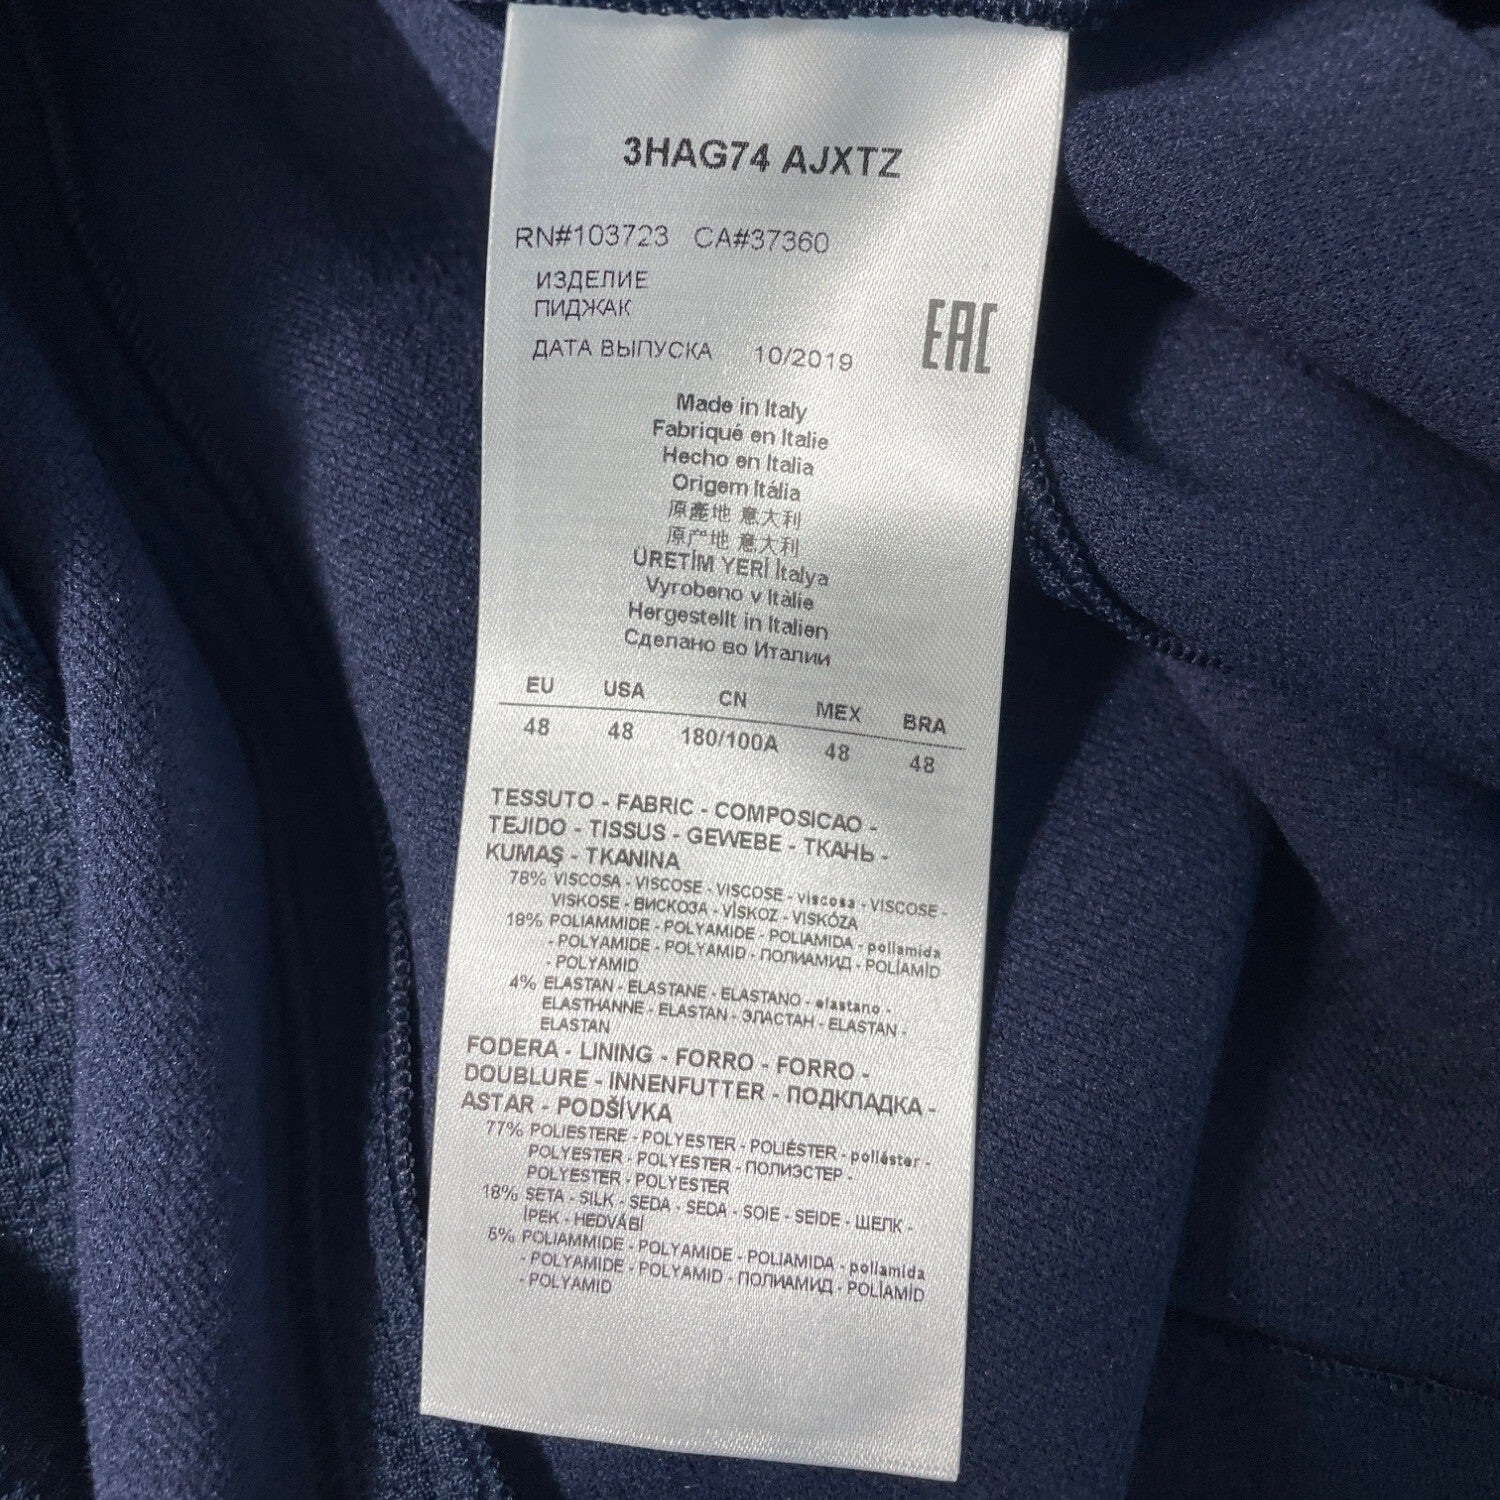 3HAG74 AJXTZ
RN#103723 CA#37360
ИЗДЕЛИЕ
ПИДЖАК
ДАТА ВЫПУСКА 10/2019
EAC
Made in Italy
Fabriqué en Italie
Hecho en Italia
Origem Itália
原產地 意大利
原产地 意大利
ÜRETİM YERİ İtalya
Vyrobeno v Itálie
Hergestellt in Italien
Сделано во Италии
EU USA CN MEX BRA
48 48 180/100A 48 48
TESSUTO - FABRIC - COMPOSICAO -
TEJIDO - TISSUS - GEWEBE - ТКАНЬ -
KUMAŞ - TKANINA
78% VISCOSA - VISCOSE - VISCOSE - viscosa - VISCOSE -
VISKOSE - ВИСКОЗА - VİSKOZ - VISKÓZA
18% POLIAMMIDE - POLYAMIDE - POLIAMIDA - poliamida
- POLYAMIDE - POLYAMID - ПОЛИАМИД - POLİAMİD
- POLYAMID
4% ELASTAN - ELASTANE - ELASTANO - elastano -
ELASTHANNE - ELASTAN - ЭЛАСТАН - ELASTAN -
ELASTAN
FODERA - LINING - FORRO - FORRO -
DOUBLURE - INNENFUTTER - ПОДКЛАДКА -
ASTAR - PODŠÍVKA
77% POLIESTERE - POLYESTER - POLIÉSTER - poliéster -
POLYESTER - POLYESTER - ПОЛИЭСТЕР -
POLYESTER - POLYESTER
18% SETA - SILK - SEDA - SEDA - SOIE - SEIDE - ШЕЛК -
İPEK - HEDVÁBÍ
5% POLIAMMIDE - POLYAMIDE - POLIAMIDA - poliamida
- POLYAMIDE - POLYAMID - ПОЛИАМИД - POLİAMİD
- POLYAMID